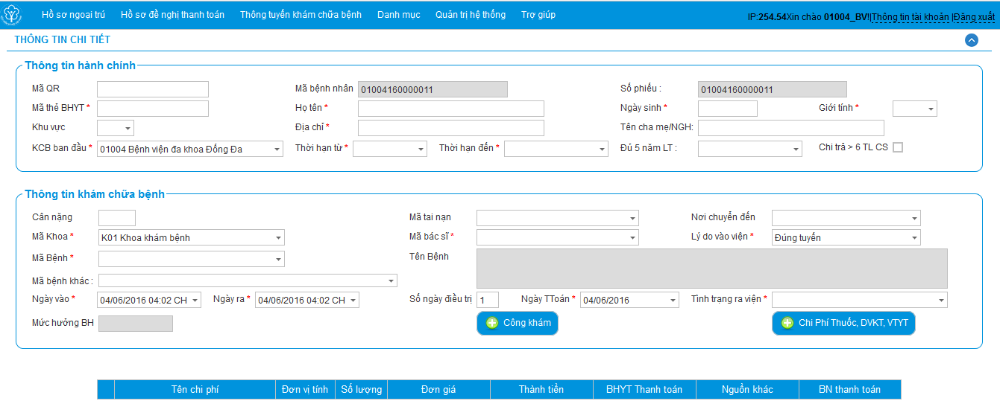 Hồ sơ ngoại trú Hồ sơ đề nghị thanh toán Thông tuyến khám chữa bệnh Danh mục Quản trị hệ thống Trợ giúp IP:254.54Xin chào 01004_BV!|Thông tin tài khoản |Đăng xuất
THÔNG TIN CHI TIẾT
Thông tin hành chính
Mã QR Mã bệnh nhân 01004160000011 Số phiếu : 01004160000011
Mã thẻ BHYT * Họ tên * Ngày sinh * Giới tính *
Khu vực Địa chỉ * Tên cha mẹ/NGH:
KCB ban đầu * 01004 Bệnh viện đa khoa Đống Đa Thời hạn từ * Thời hạn đến * Đủ 5 năm LT : Chi trả > 6 TL CS
Thông tin khám chữa bệnh
Cân nặng Mã tai nạn Nơi chuyển đến
Mã Khoa * K01 Khoa khám bệnh Mã bác sĩ * Lý do vào viện * Đúng tuyến
Mã Bệnh * Tên Bệnh
Mã bệnh khác :
Ngày vào * 04/06/2016 04:02 CH Ngày ra * 04/06/2016 04:02 CH Số ngày điều trị 1 Ngày TToán * 04/06/2016 Tình trạng ra viện *
Mức hưởng BH Công khám Chi Phí Thuốc, DVKT, VTYT
Tên chi phí Đơn vị tính Số lượng Đơn giá Thành tiền BHYT Thanh toán Nguồn khác BN thanh toán